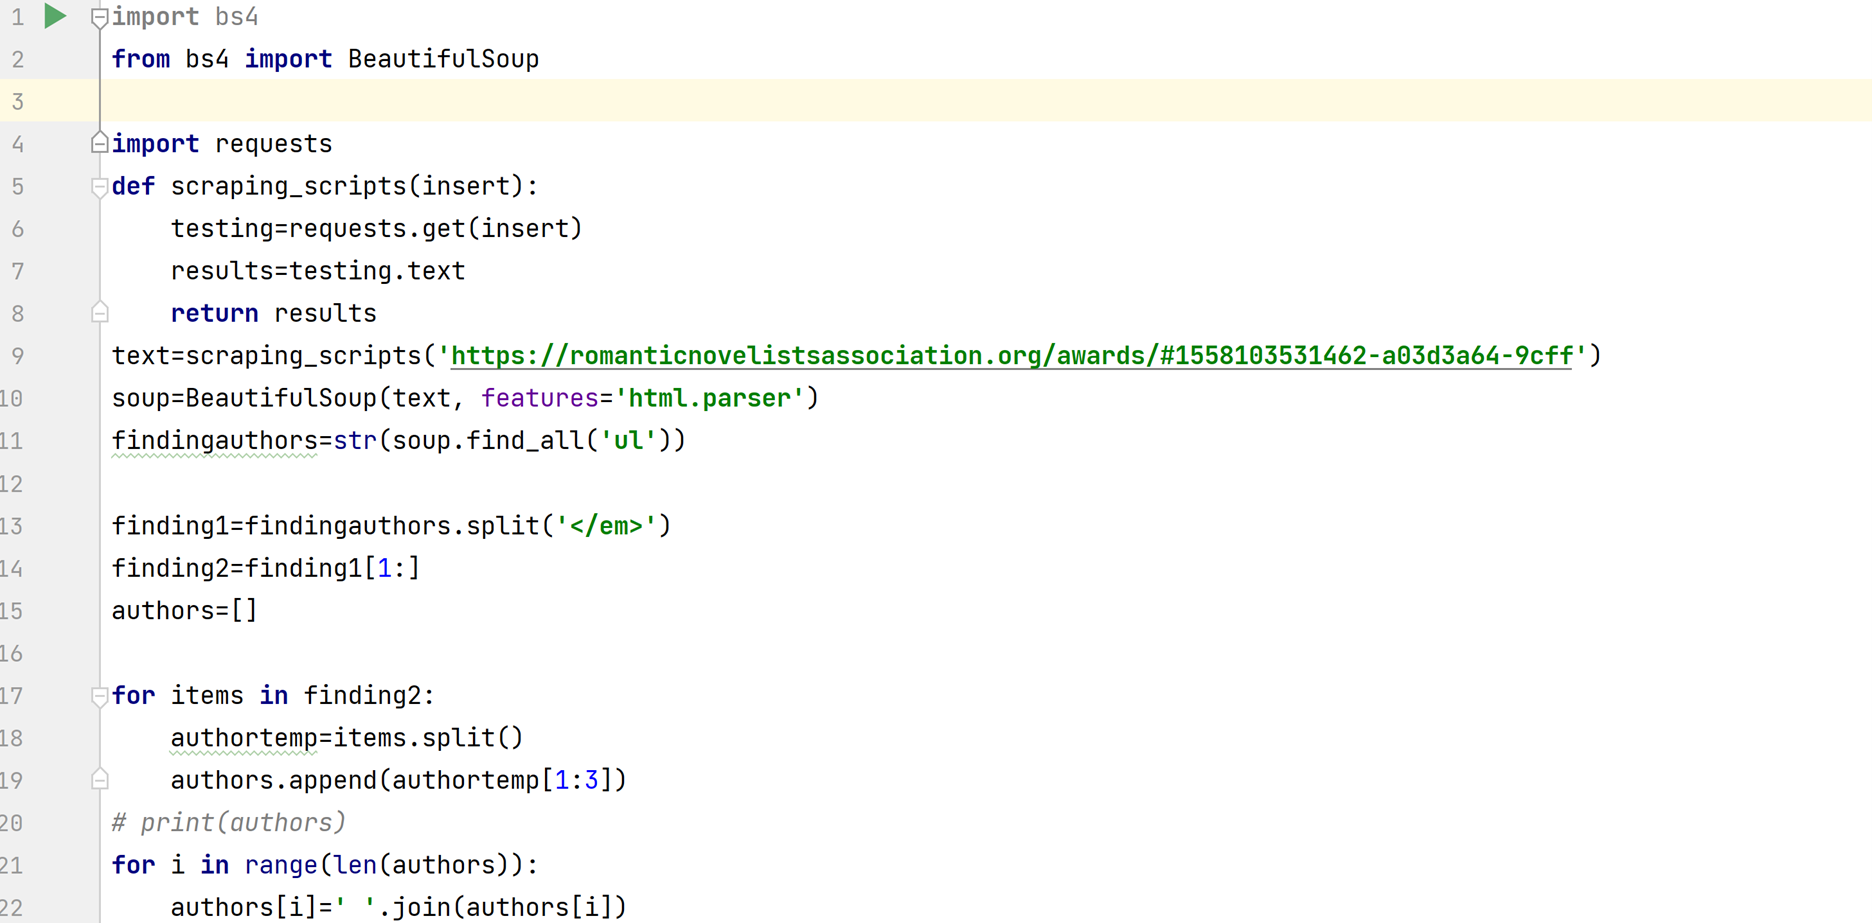 1 import bs4
2 from bs4 import BeautifulSoup
3
4 import requests
5 def scraping_scripts(insert):
6     testing=requests.get(insert)
7     results=testing.text
8     return results
9 text=scraping_scripts('https://romanticnovelistsassociation.org/awards/#1558103531462-a03d3a64-9cff')
10 soup=BeautifulSoup(text, features='html.parser')
11 findingauthors=str(soup.find_all('ul'))
12
13 finding1=findingauthors.split('</em>')
14 finding2=finding1[1:]
15 authors=[]
16
17 for items in finding2:
18     authortemp=items.split()
19     authors.append(authortemp[1:3])
20 # print(authors)
21 for i in range(len(authors)):
22     authors[i]=' '.join(authors[i])